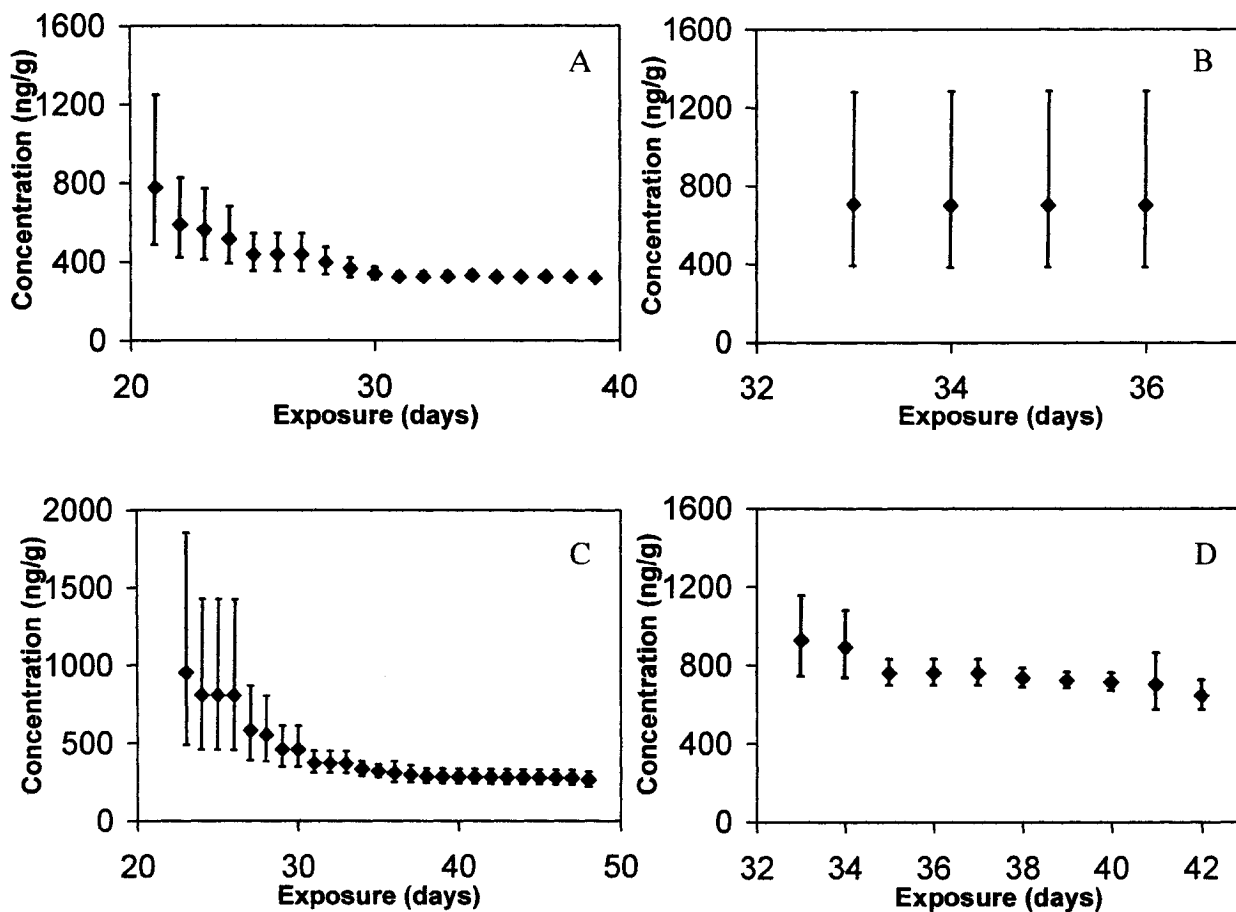 A
Concentration (ng/g)
1600
1200
800
400
0
20 30 40
Exposure (days)
B
Concentration (ng/g)
1600
1200
800
400
0
32 34 36
Exposure (days)
C
Concentration (ng/g)
2000
1500
1000
500
0
20 30 40 50
Exposure (days)
D
Concentration (ng/g)
1600
1200
800
400
0
32 34 36 38 40 42
Exposure (days)